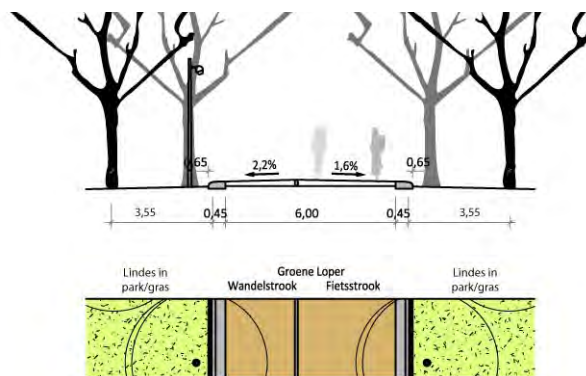 0,65
2,2%
1,6%
0,65
3,55
0,45
6,00
0,45
3,55
Lindes in
park/gras
Groene Loper
Wandelstrook
Fietsstrook
Lindes in
park/gras